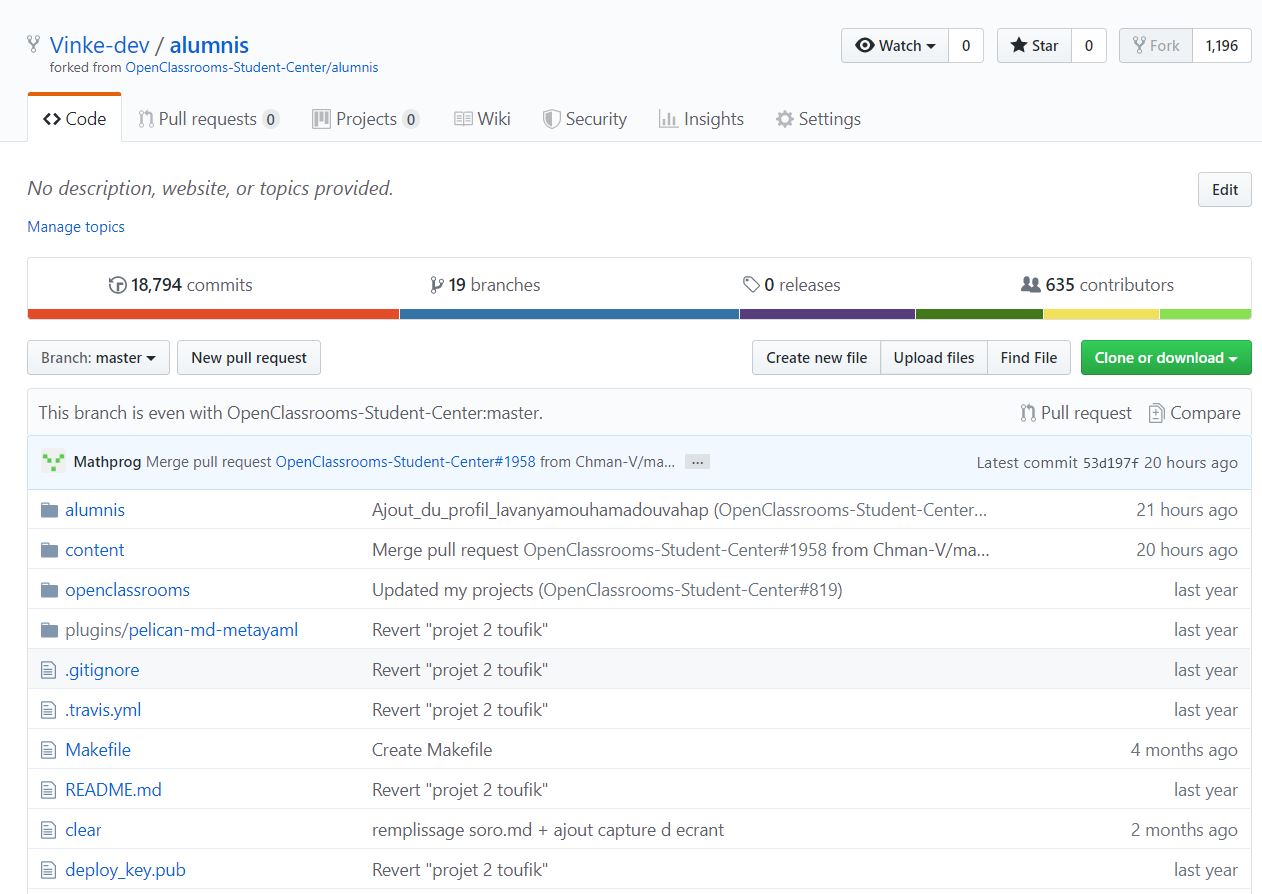 Vinke-dev / alumnis
Watch 0 Star 0 Fork 1,196
forked from OpenClassrooms-Student-Center/alumnis
Code Pull requests 0 Projects 0 Wiki Security Insights Settings
No description, website, or topics provided. Edit
Manage topics
18,794 commits 19 branches 0 releases 635 contributors
Branch: master New pull request Create new file Upload files Find File Clone or download
This branch is even with OpenClassrooms-Student-Center:master. Pull request Compare
Mathprog Merge pull request OpenClassrooms-Student-Center#1958 from Chman-V/ma... ... Latest commit 53d197f 20 hours ago
alumnis Ajout_du_profil_lavanyamouhamadouvahap (OpenClassrooms-Student-Center... 21 hours ago
content Merge pull request OpenClassrooms-Student-Center#1958 from Chman-V/ma... 20 hours ago
openclassrooms Updated my projects (OpenClassrooms-Student-Center#819) last year
plugins/pelican-md-metayaml Revert "projet 2 toufik" last year
.gitignore Revert "projet 2 toufik" last year
.travis.yml Revert "projet 2 toufik" last year
Makefile Create Makefile 4 months ago
README.md Revert "projet 2 toufik" last year
clear remplissage soro.md + ajout capture d ecrant 2 months ago
deploy_key.pub Revert "projet 2 toufik" last year